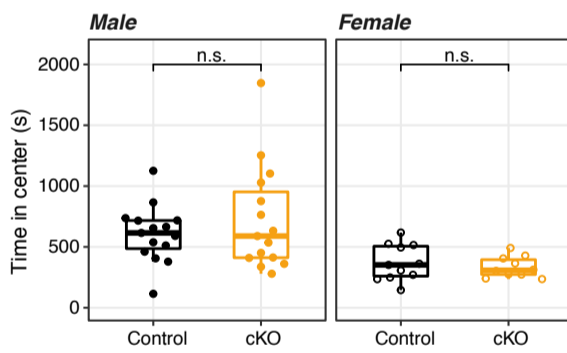 Male Female
n.s. n.s.
Time in center (s)
2000
1500
1000
500
0
Control cKO Control cKO